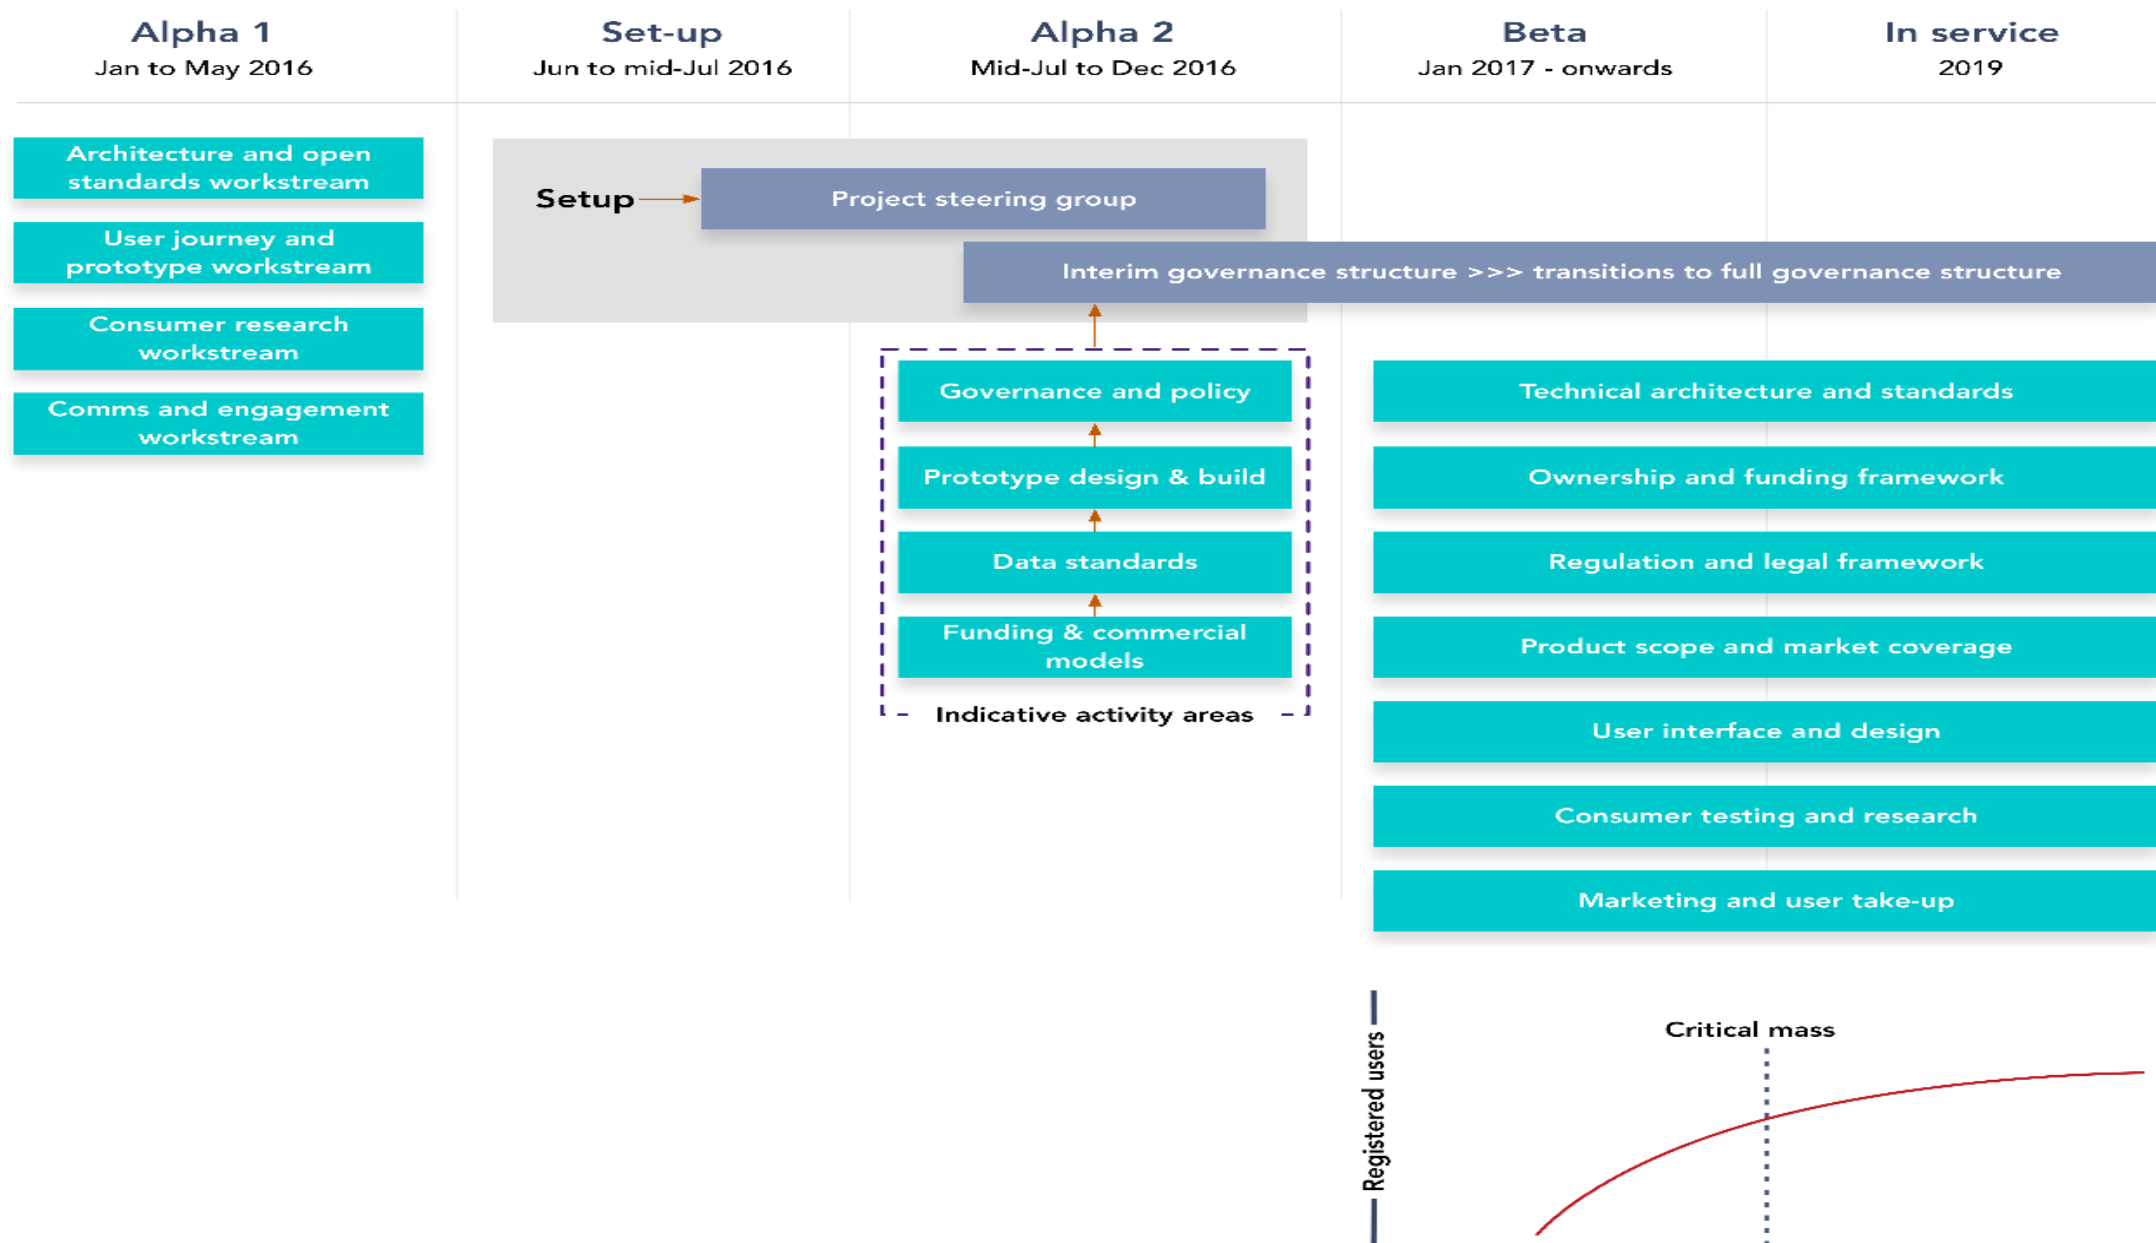 Alpha 1
Jan to May 2016
Set-up
Jun to mid-Jul 2016
Alpha 2
Mid-Jul to Dec 2016
Beta
Jan 2017 - onwards
In service
2019
Architecture and open
standards workstream
User journey and
prototype workstream
Consumer research
workstream
Comms and engagement
workstream
Setup
Project steering group
Interim governance structure >>> transitions to full governance structure
Governance and policy
Prototype design & build
Data standards
Funding & commercial
models
Indicative activity areas
Technical architecture and standards
Ownership and funding framework
Regulation and legal framework
Product scope and market coverage
User interface and design
Consumer testing and research
Marketing and user take-up
Registered users
Critical mass